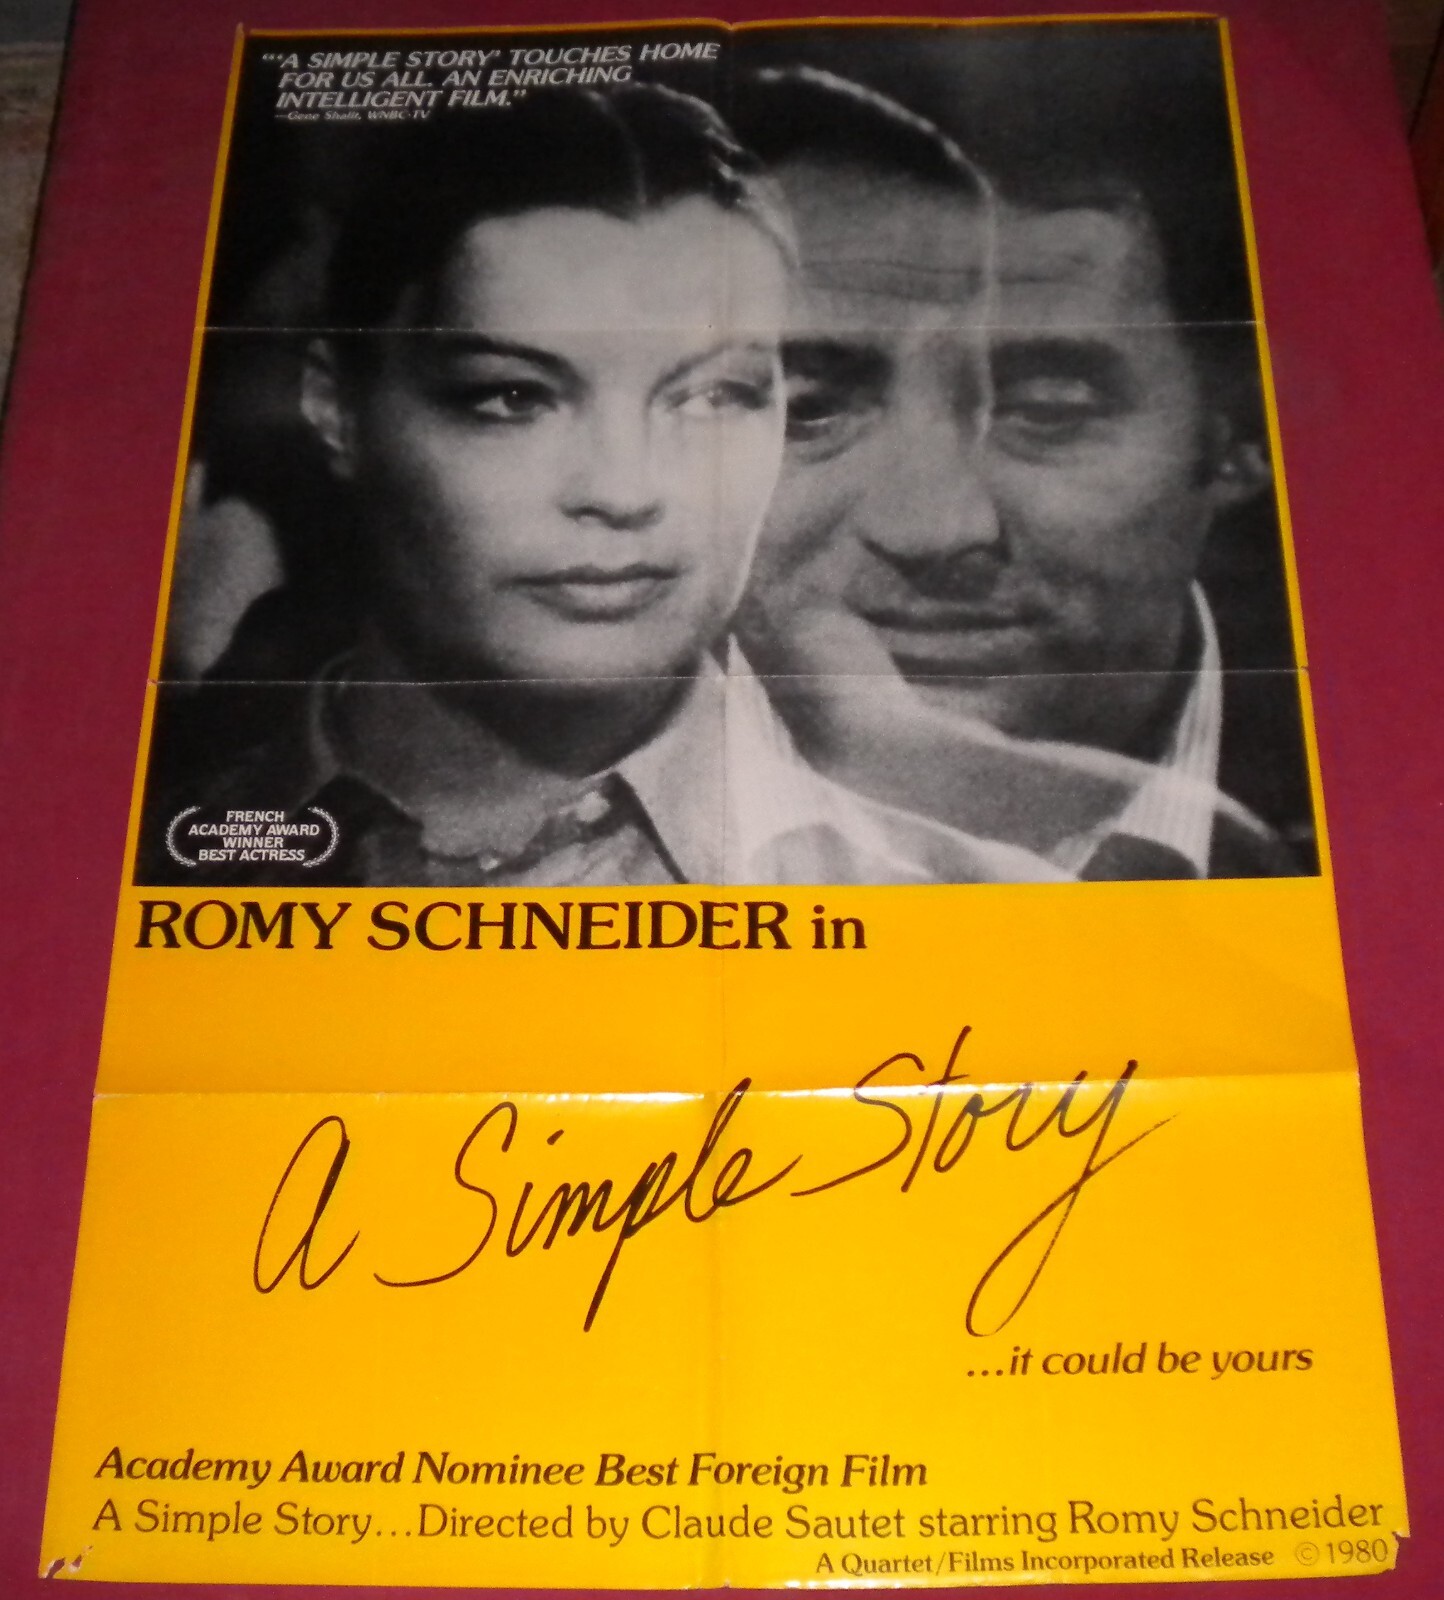 "'A SIMPLE STORY' TOUCHES HOME
FOR US ALL. AN ENRICHING
INTELLIGENT FILM."
—Gene Shalit, WNBC-TV
FRENCH
ACADEMY AWARD
WINNER
BEST ACTRESS
ROMY SCHNEIDER in
A Simple Story
...it could be yours
Academy Award Nominee Best Foreign Film
A Simple Story...Directed by Claude Sautet starring Romy Schneider
A Quartet/Films Incorporated Release ©1980